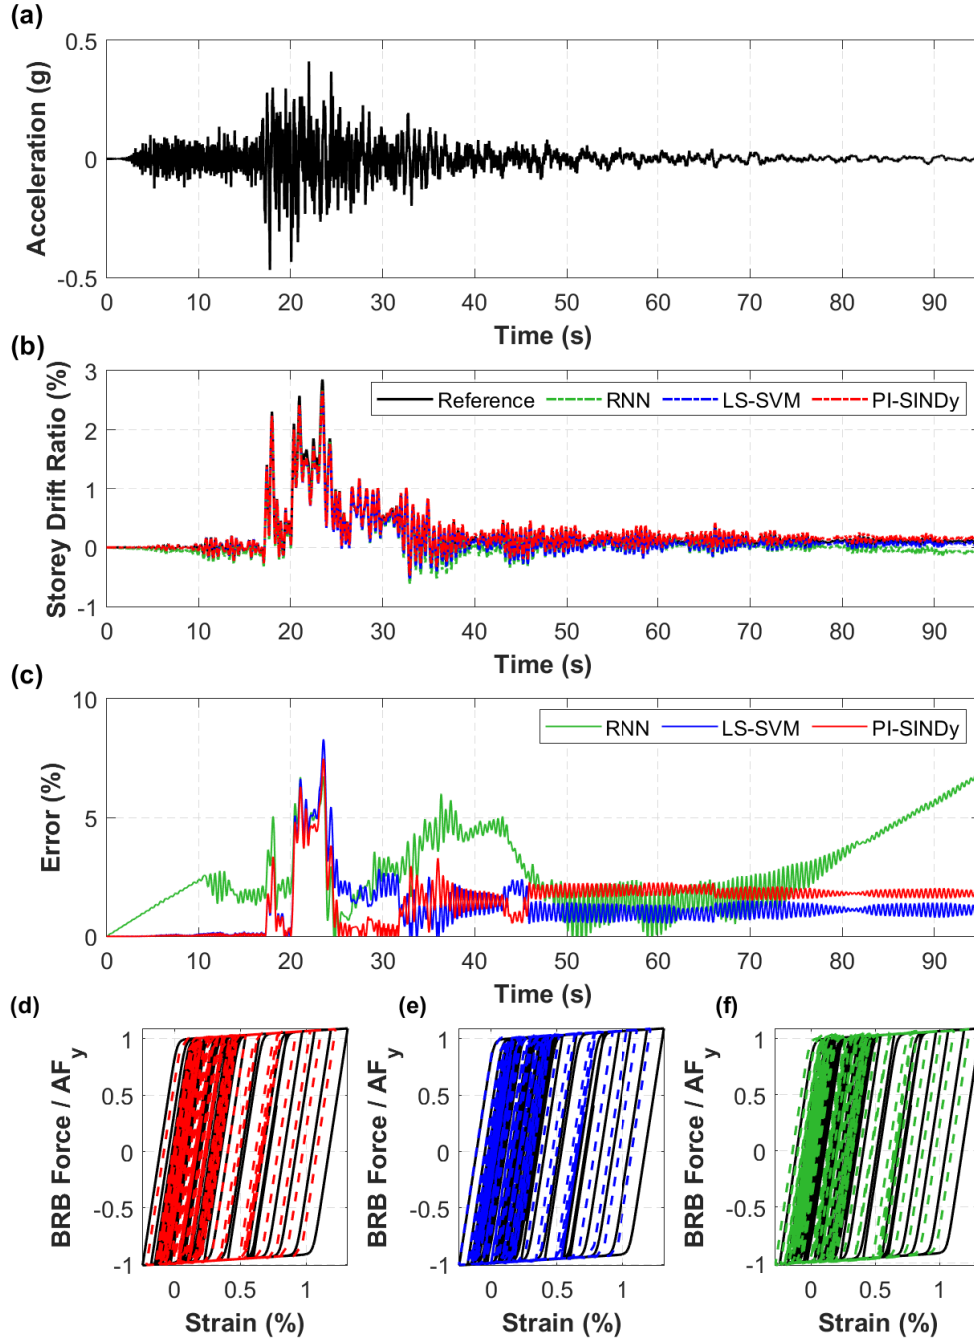 (a)
0.5
0
-0.5
Acceleration (g)
0 10 20 30 40 50 60 70 80 90
Time (s)
(b)
3
2
1
0
-1
Storey Drift Ratio (%)
Reference RNN LS-SVM PI-SINDy
0 10 20 30 40 50 60 70 80 90
Time (s)
(c)
10
5
0
Error (%)
RNN LS-SVM PI-SINDy
0 10 20 30 40 50 60 70 80 90
Time (s)
(d) (e) (f)
1 1 1
0.5 0.5 0.5
0 0 0
-0.5 -0.5 -0.5
-1 -1 -1
BRB Force / AFy BRB Force / AFy BRB Force / AFy
0 0.5 1 0 0.5 1 0 0.5 1
Strain (%) Strain (%) Strain (%)